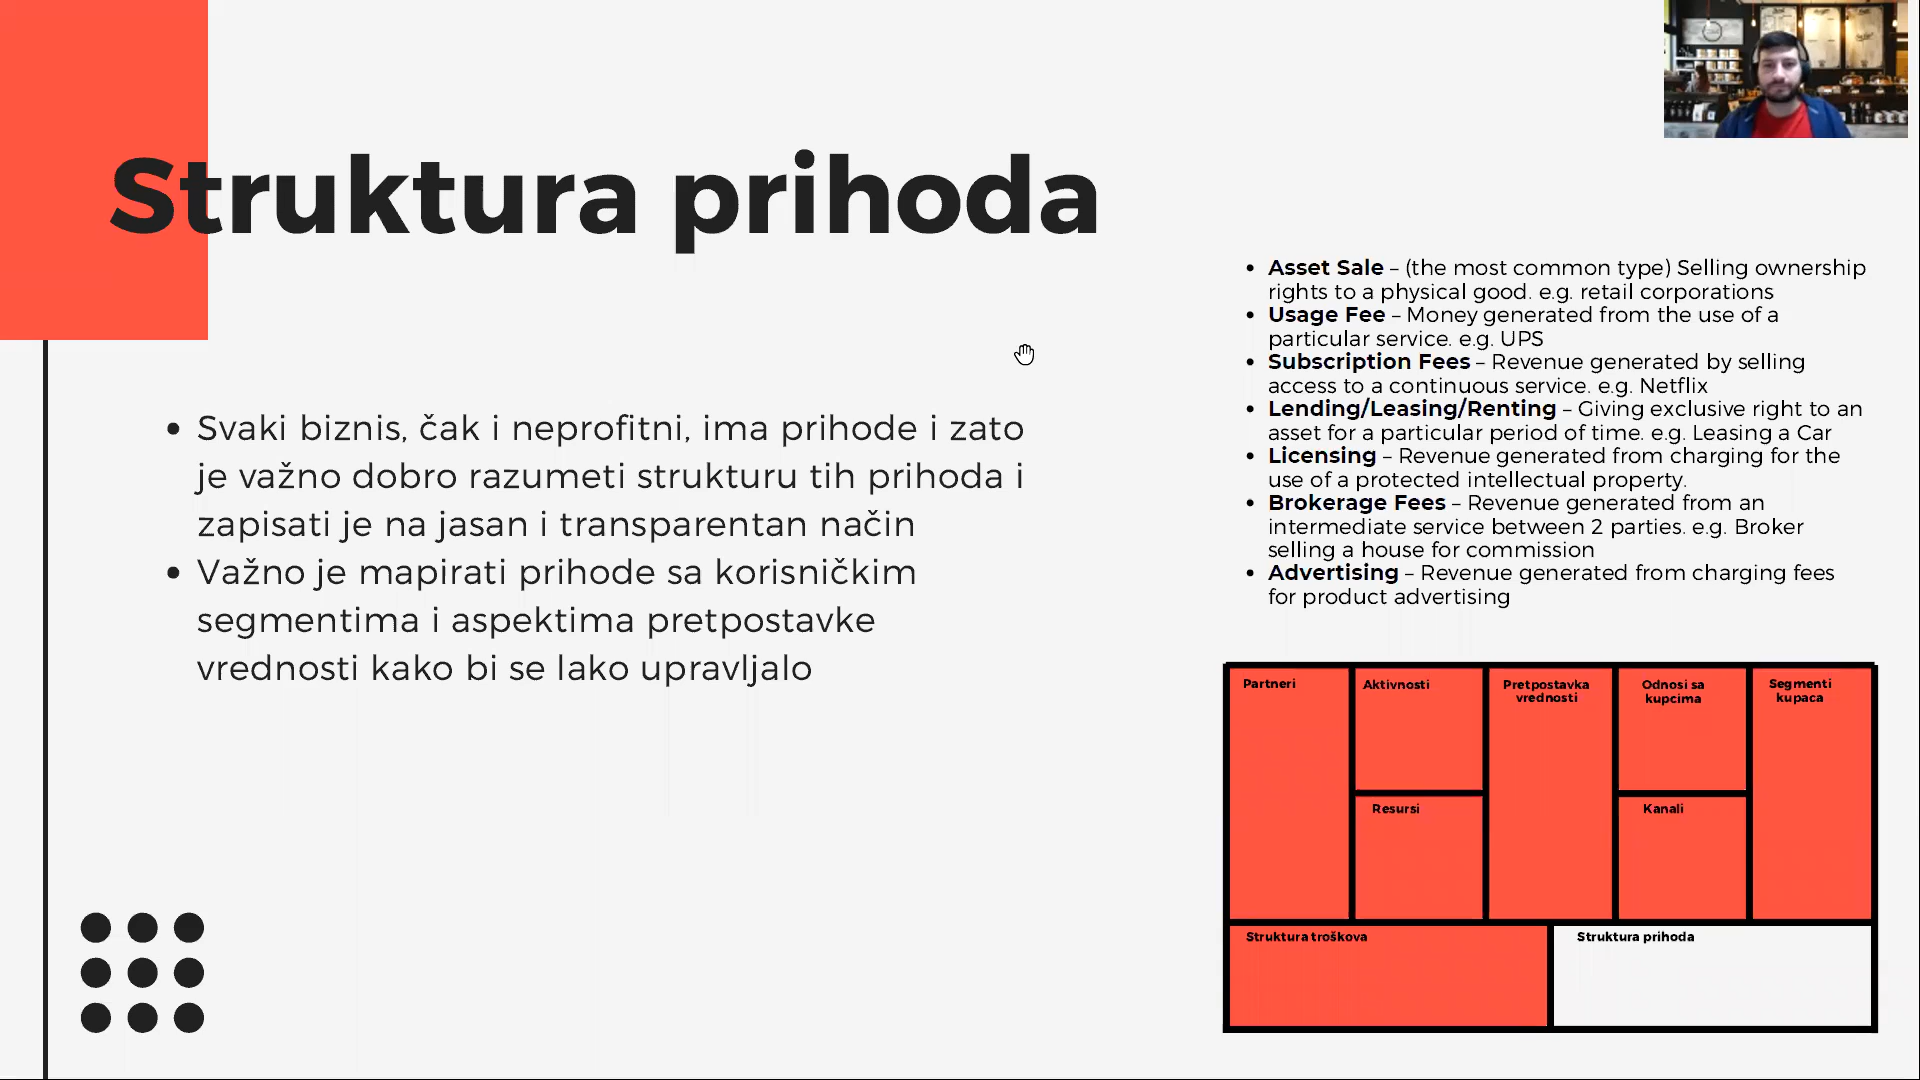 Struktura prihoda
Svaki biznis, čak i neprofitni, ima prihode i zato
je važno dobro razumeti strukturu tih prihoda i
zapisati je na jasan i transparentan način
Važno je mapirati prihode sa korisničkim
segmentima i aspektima pretpostavke
vrednosti kako bi se lako upravljalo
Asset Sale – (the most common type) Selling ownership
rights to a physical good. e.g. retail corporations
Usage Fee – Money generated from the use of a
particular service. e.g. UPS
Subscription Fees – Revenue generated by selling
access to a continuous service. e.g. Netflix
Lending/Leasing/Renting – Giving exclusive right to an
asset for a particular period of time. e.g. Leasing a Car
Licensing – Revenue generated from charging for the
use of a protected intellectual property.
Brokerage Fees – Revenue generated from an
intermediate service between 2 parties. e.g. Broker
selling a house for commission
Advertising – Revenue generated from charging fees
for product advertising
Partneri
Aktivnosti
Resursi
Pretpostavka
vrednosti
Odnosi sa
kupcima
Kanali
Segmenti
kupaca
Struktura troškova
Struktura prihoda